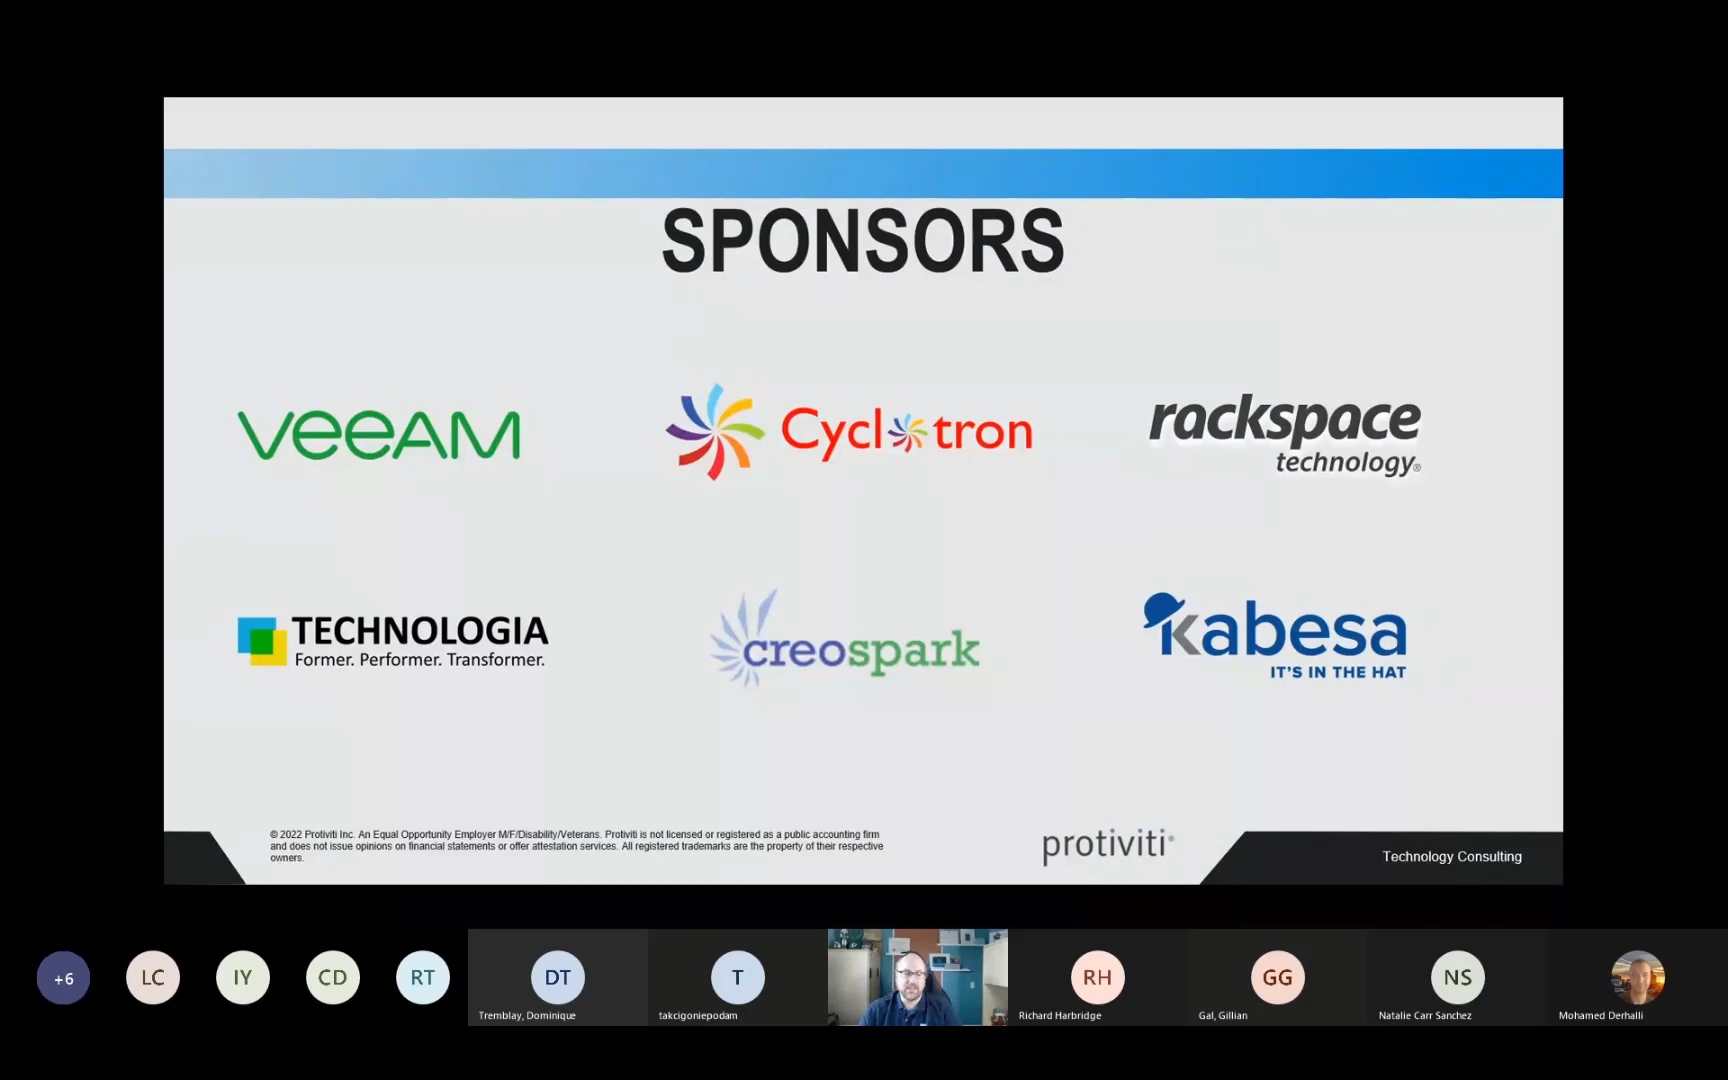 SPONSORS
veeAM
Cycl tron
rackspace
technology®
TECHNOLOGIA
Former. Performer. Transformer.
creospark
kabesa
IT'S IN THE HAT
© 2022 Protiviti Inc. An Equal Opportunity Employer M/F/Disability/Veterans. Protiviti is not licensed or registered as a public accounting firm
and does not issue opinions on financial statements or offer attestation services. All registered trademarks are the property of their respective
owners.
protiviti®
Technology Consulting
+6
LC
IY
CD
RT
DT
Tremblay, Dominique
T
takcigoniepodam
RH
Richard Harbridge
GG
Gal, Gillian
NS
Natalie Carr Sanchez
Mohamed Derhalli